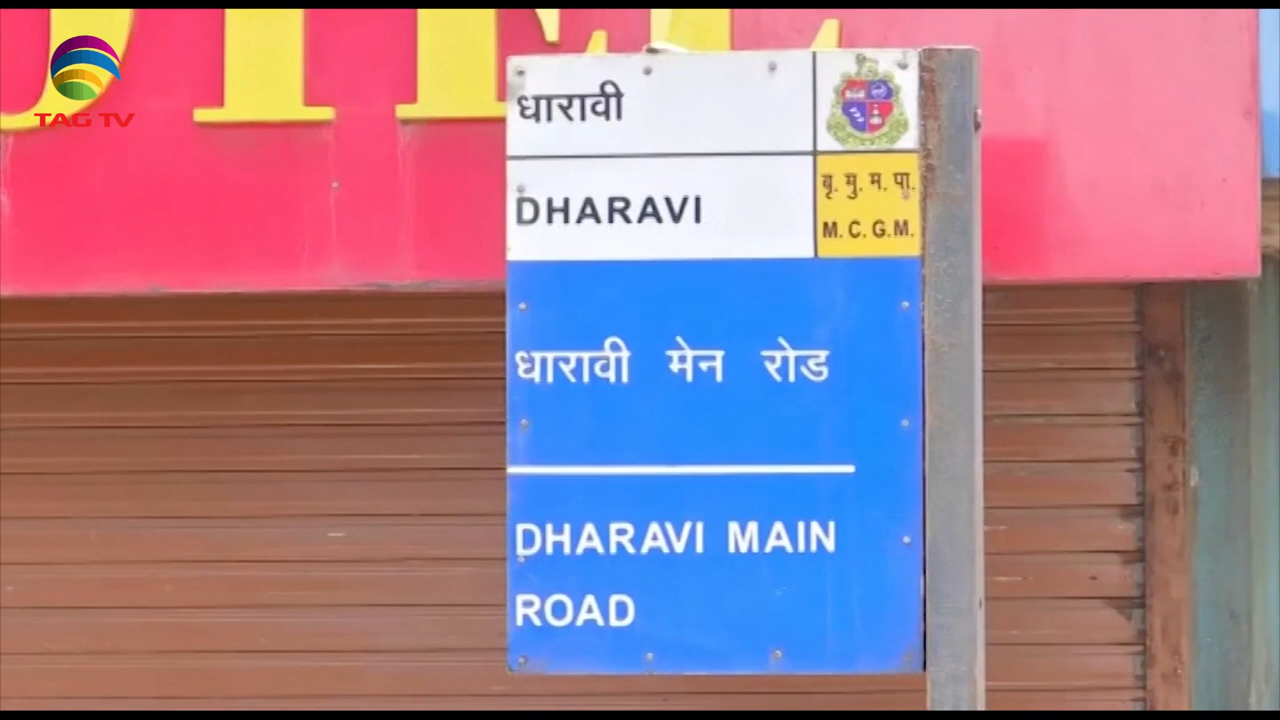 TAG TV
धारावी
DHARAVI
बृ. मु. म. पा.
M. C. G. M.
धारावी मेन रोड
DHARAVI MAIN
ROAD